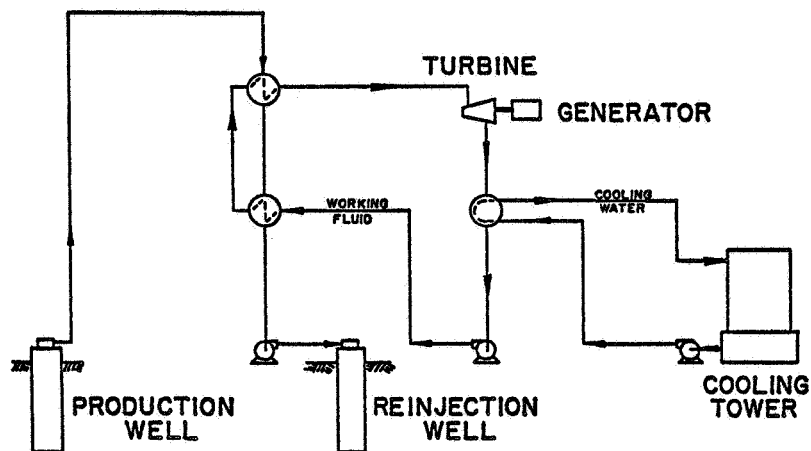 TURBINE
GENERATOR
WORKING
FLUID
COOLING
WATER
PRODUCTION
WELL
REINJECTION
WELL
COOLING
TOWER